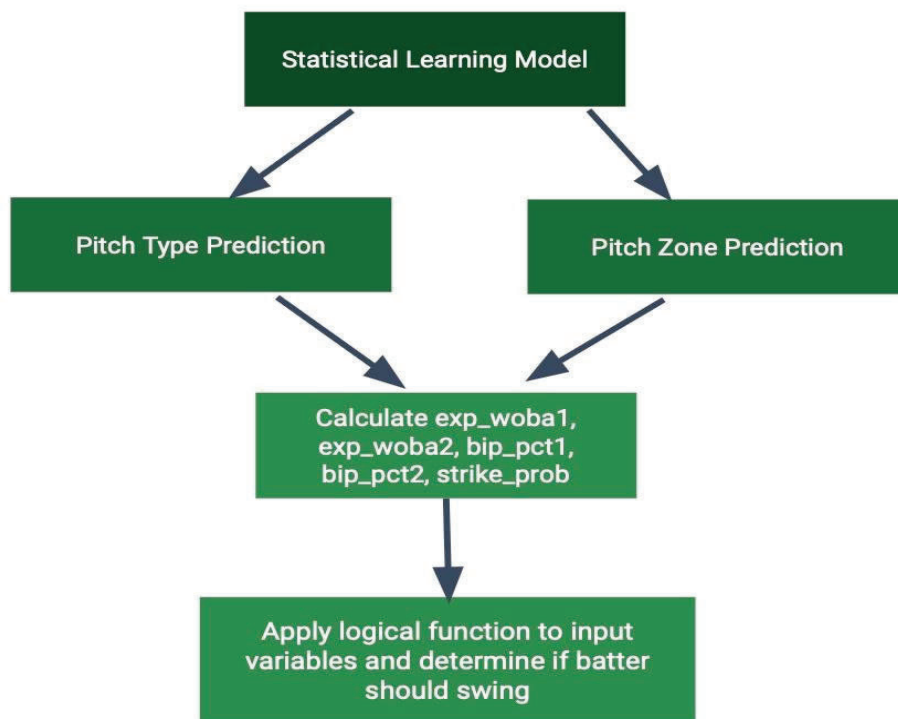 Statistical Learning Model
Pitch Type Prediction
Pitch Zone Prediction
Calculate exp_woba1,
exp_woba2, bip_pct1,
bip_pct2, strike_prob
Apply logical function to input
variables and determine if batter
should swing